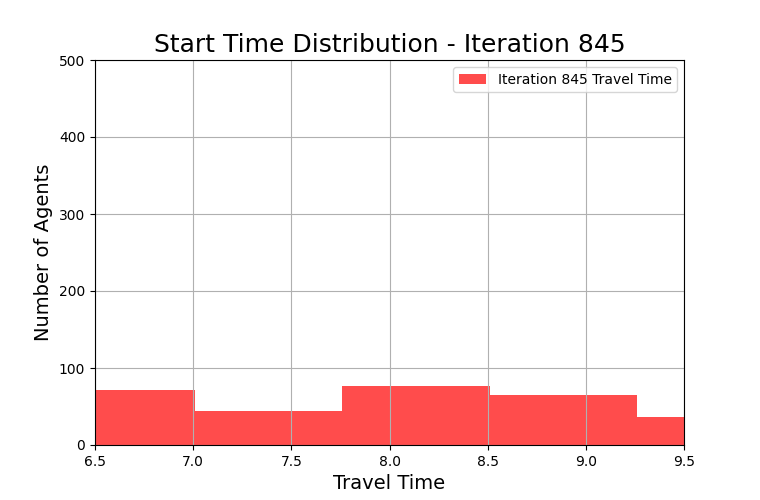 Start Time Distribution - Iteration 845
Iteration 845 Travel Time
Number of Agents
500
400
300
200
100
0
6.5 7.0 7.5 8.0 8.5 9.0 9.5
Travel Time